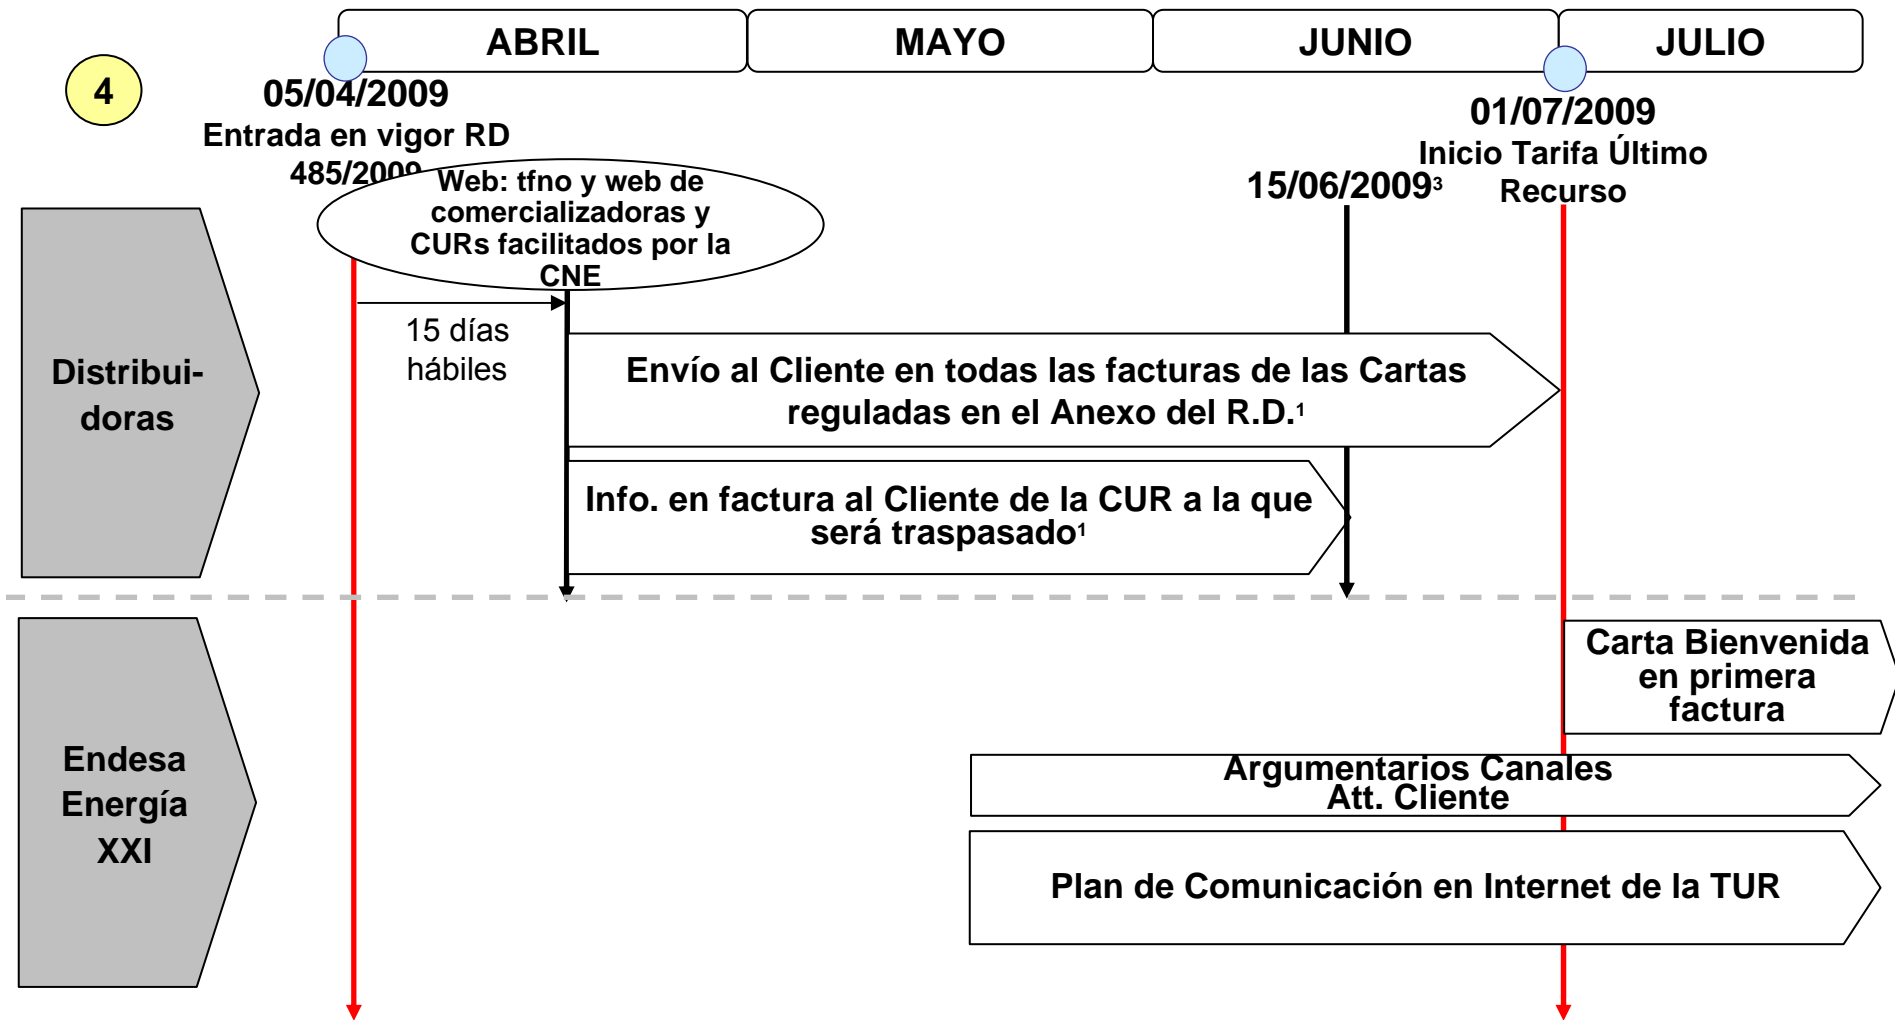 ABRIL
MAYO
JUNIO
JULIO
4
05/04/2009
Entrada en vigor RD
485/2009
01/07/2009
Inicio Tarifa Último
Recurso
15/06/2009³
Web: tfno y web de
comercializadoras y
CURs facilitados por la
CNE
15 días
hábiles
Distribui-
doras
Envío al Cliente en todas las facturas de las Cartas
reguladas en el Anexo del R.D.¹
Info. en factura al Cliente de la CUR a la que
será traspasado¹
Endesa
Energía
XXI
Carta Bienvenida
en primera
factura
Argumentarios Canales
Att. Cliente
Plan de Comunicación en Internet de la TUR